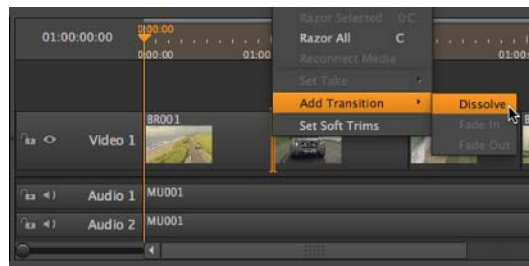 Razor Selected ⇧C
01:00:00:00
0:00:00
Razor All C
0:00:00
01:00
Reconnect Media
01:00:
Set Take
Add Transition
Dissolve
BR001
Set Soft Trims
Fade In
Video 1
Fade Out
Audio 1
MU001
Audio 2
MU001